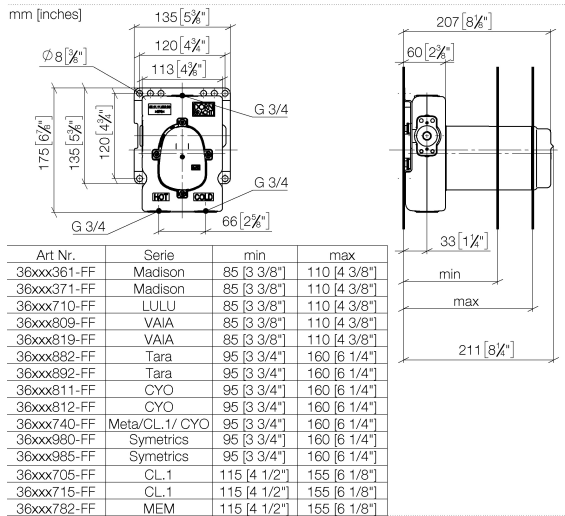 mm [inches]
135 [5⅜"]
120 [4¾"]
113 [4⅜"]
Ø8 [⅜"]
G 3/4
175 [6⅞"]
135 [5⅜"]
120 [4¾"]
HOT
COLD
G 3/4
G 3/4
66 [2⅝"]
207 [8⅛"]
60 [2⅜"]
33 [1¼"]
min
max
211 [8¼"]
Art Nr. Serie min max
36xxx361-FF Madison 85 [3 3/8"] 110 [4 3/8"]
36xxx371-FF Madison 85 [3 3/8"] 110 [4 3/8"]
36xxx710-FF LULU 85 [3 3/8"] 110 [4 3/8"]
36xxx809-FF VAIA 85 [3 3/8"] 110 [4 3/8"]
36xxx819-FF VAIA 85 [3 3/8"] 110 [4 3/8"]
36xxx882-FF Tara 95 [3 3/4"] 160 [6 1/4"]
36xxx892-FF Tara 95 [3 3/4"] 160 [6 1/4"]
36xxx811-FF CYO 95 [3 3/4"] 160 [6 1/4"]
36xxx812-FF CYO 95 [3 3/4"] 160 [6 1/4"]
36xxx740-FF Meta/CL.1/ CYO 95 [3 3/4"] 160 [6 1/4"]
36xxx980-FF Symetrics 95 [3 3/4"] 160 [6 1/4"]
36xxx985-FF Symetrics 95 [3 3/4"] 160 [6 1/4"]
36xxx705-FF CL.1 115 [4 1/2"] 155 [6 1/8"]
36xxx715-FF CL.1 115 [4 1/2"] 155 [6 1/8"]
36xxx782-FF MEM 115 [4 1/2"] 155 [6 1/8"]